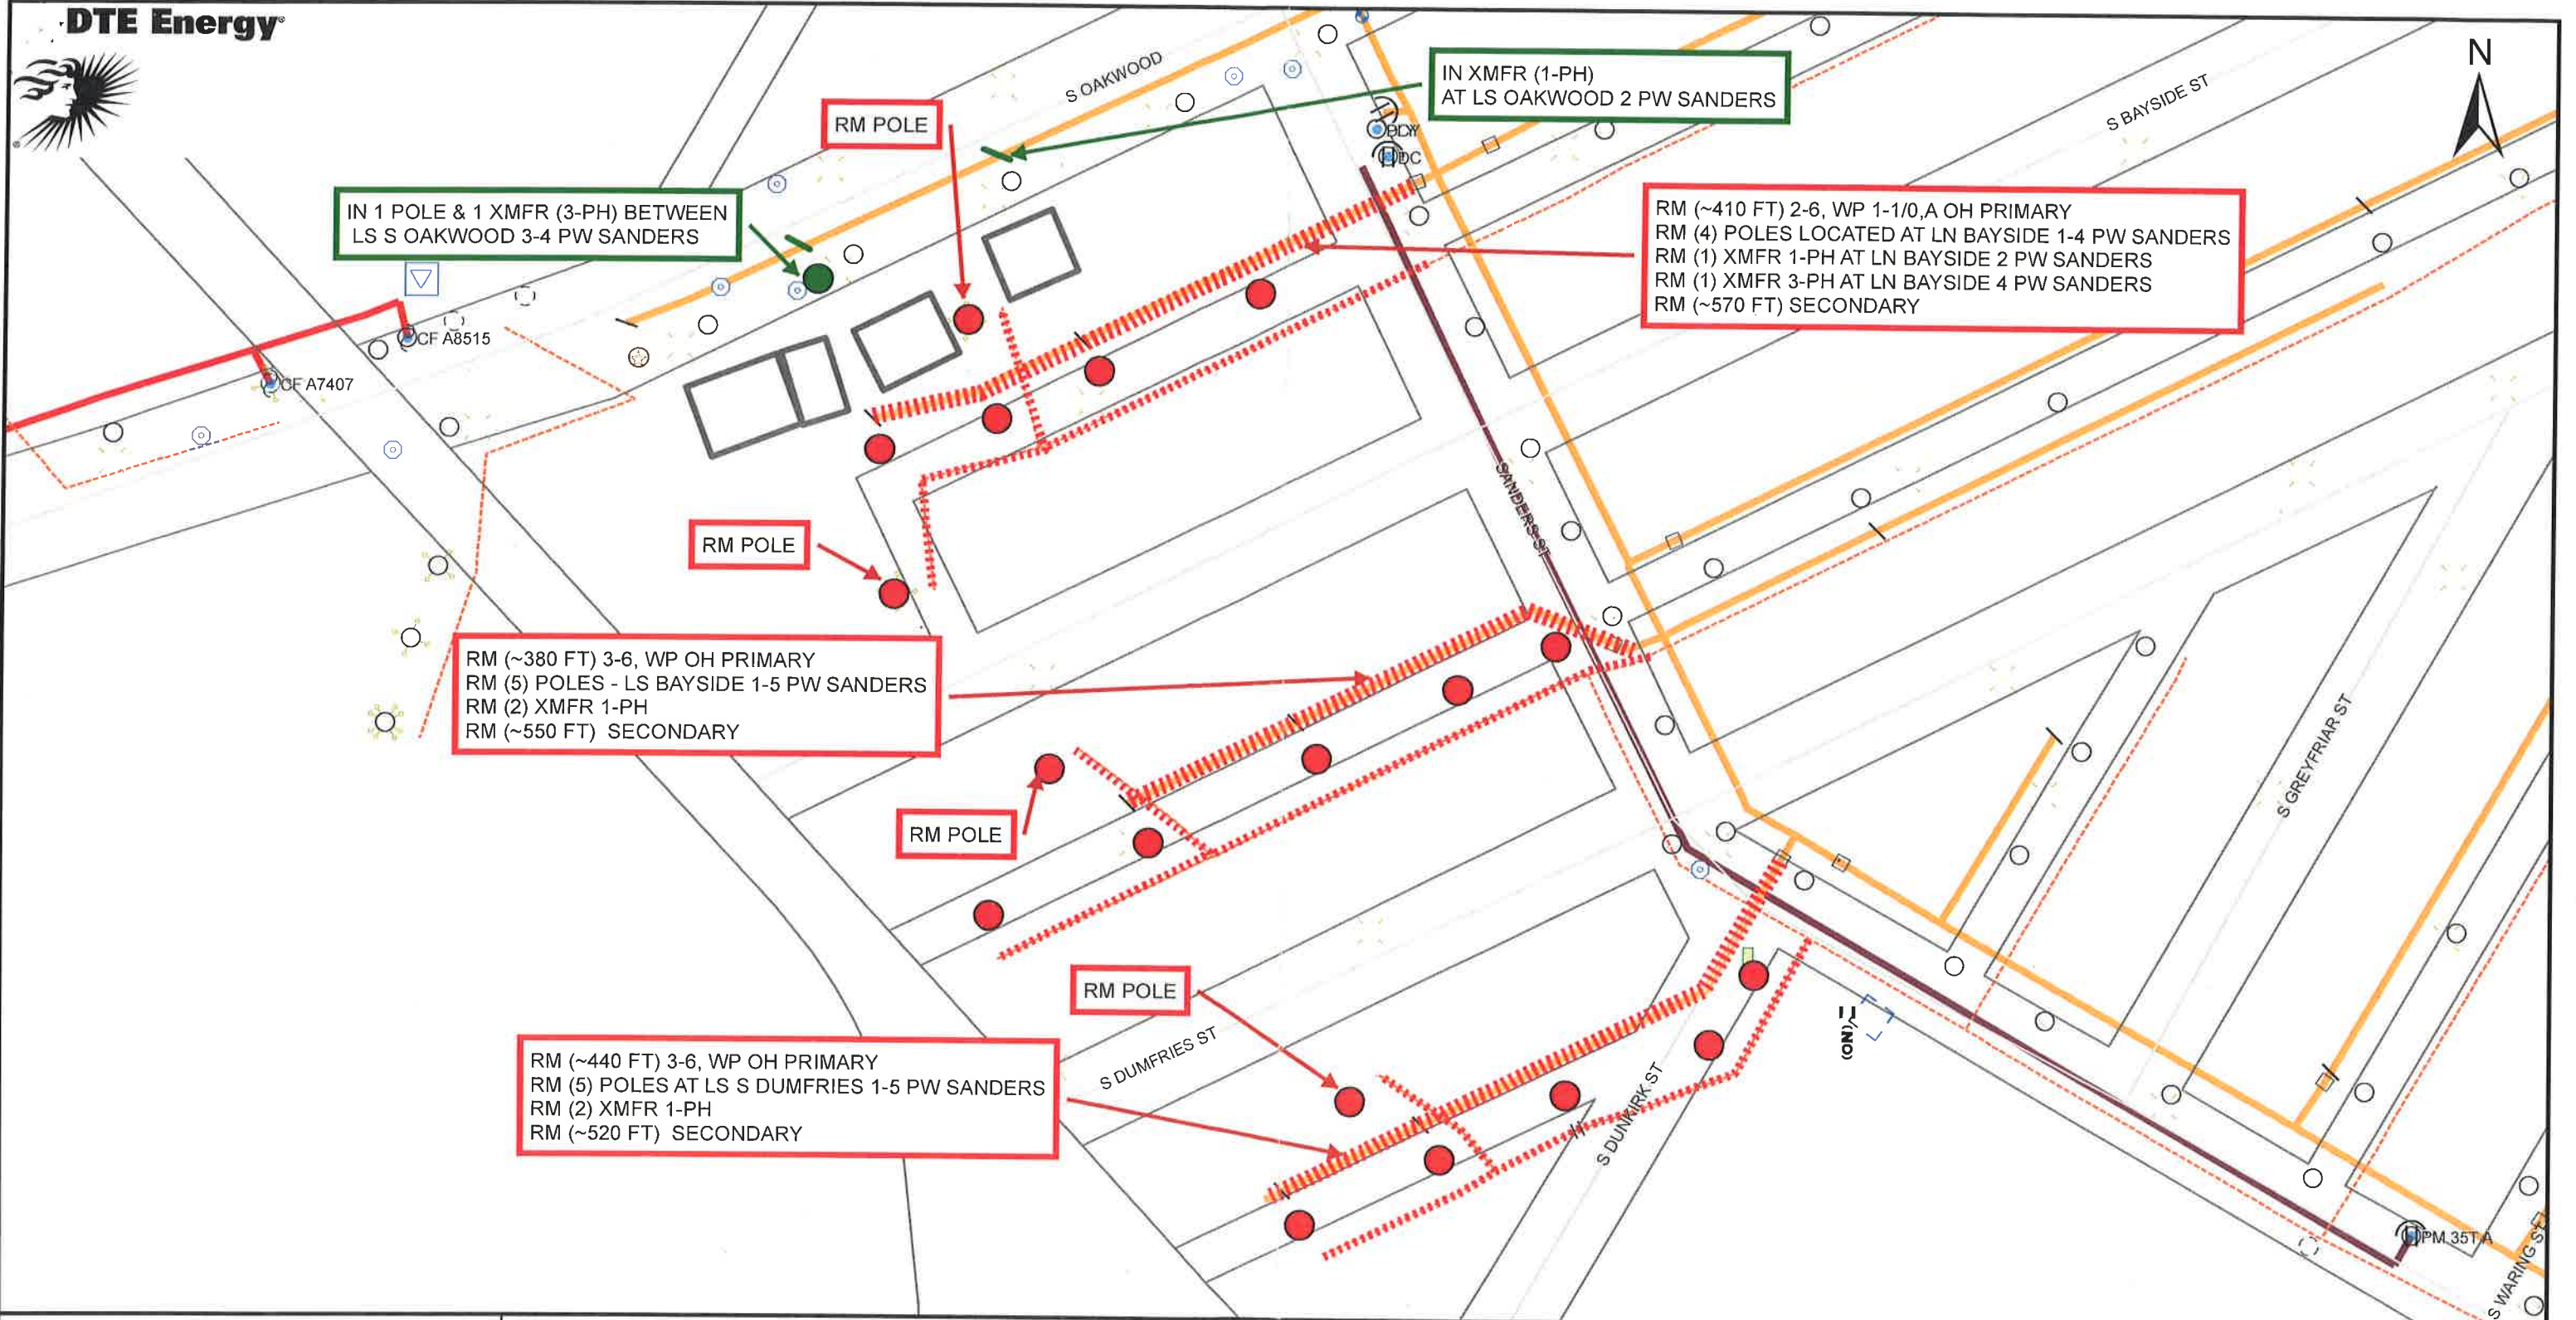 DTE Energy®
N
S OAKWOOD
IN XMFR (1-PH)
AT LS OAKWOOD 2 PW SANDERS
S BAYSIDE ST
RM POLE
IN 1 POLE & 1 XMFR (3-PH) BETWEEN
LS S OAKWOOD 3-4 PW SANDERS
RM (~410 FT) 2-6, WP 1-1/0,A OH PRIMARY
RM (4) POLES LOCATED AT LN BAYSIDE 1-4 PW SANDERS
RM (1) XMFR 1-PH AT LN BAYSIDE 2 PW SANDERS
RM (1) XMFR 3-PH AT LN BAYSIDE 4 PW SANDERS
RM (~570 FT) SECONDARY
CF A8515
CF A7407
SANDERS ST
RM POLE
RM (~380 FT) 3-6, WP OH PRIMARY
RM (5) POLES - LS BAYSIDE 1-5 PW SANDERS
RM (2) XMFR 1-PH
RM (~550 FT) SECONDARY
RM POLE
S GREYFRIAR ST
RM POLE
S DUMFRIES ST
RM (~440 FT) 3-6, WP OH PRIMARY
RM (5) POLES AT LS S DUMFRIES 1-5 PW SANDERS
RM (2) XMFR 1-PH
RM (~520 FT) SECONDARY
S DUNKIRK ST
(ON)
PM 35T A
S WARING ST